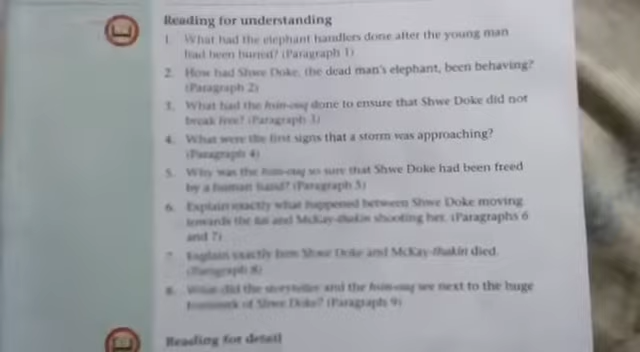 Reading for understanding
1. What had the elephant handlers done after the young man
had been buried? (Paragraph 1)
2. How had Shwe Doke, the dead man's elephant, been behaving?
(Paragraph 2)
3. What had the hsin-oug done to ensure that Shwe Doke did not
break free? (Paragraph 3)
4. What were the first signs that a storm was approaching?
(Paragraph 4)
5. Why was the hsin-oug so sure that Shwe Doke had been freed
by a human hand? (Paragraph 5)
6. Explain exactly what happened between Shwe Doke moving
towards the and McKay-thakin shooting her. (Paragraphs 6
and 7)
7. Explain exactly how Shwe Doke and McKay-thakin died.
(Paragraph 8)
8. What did the storyteller and the hsin-oug see next to the huge
of Shwe Doke? (Paragraph 9)
Reading for detail